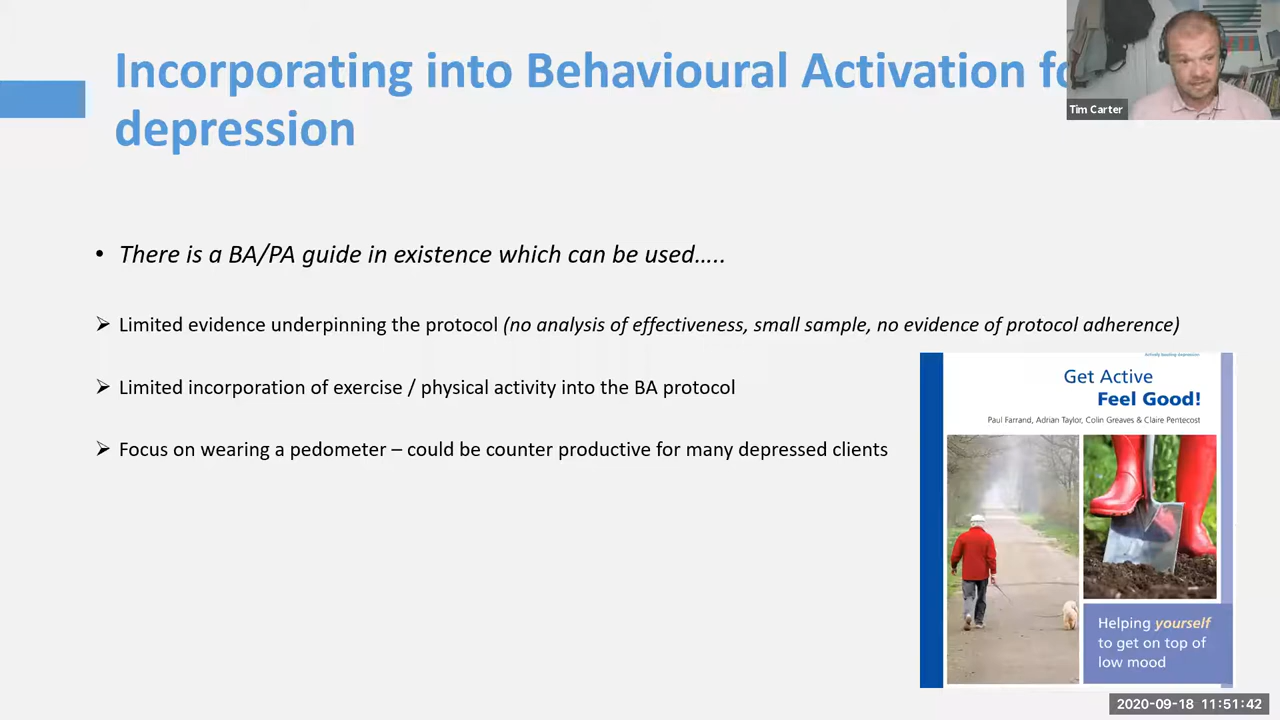 Incorporating into Behavioural Activation fo
depression
Tim Carter
• There is a BA/PA guide in existence which can be used…..
➢ Limited evidence underpinning the protocol (no analysis of effectiveness, small sample, no evidence of protocol adherence)
➢ Limited incorporation of exercise / physical activity into the BA protocol
➢ Focus on wearing a pedometer – could be counter productive for many depressed clients
Get Active
Feel Good!
Paul Farrand, Adrian Taylor, Colin Greaves & Claire Pentecost
Helping yourself
to get on top of
low mood
2020-09-18 11:51:42